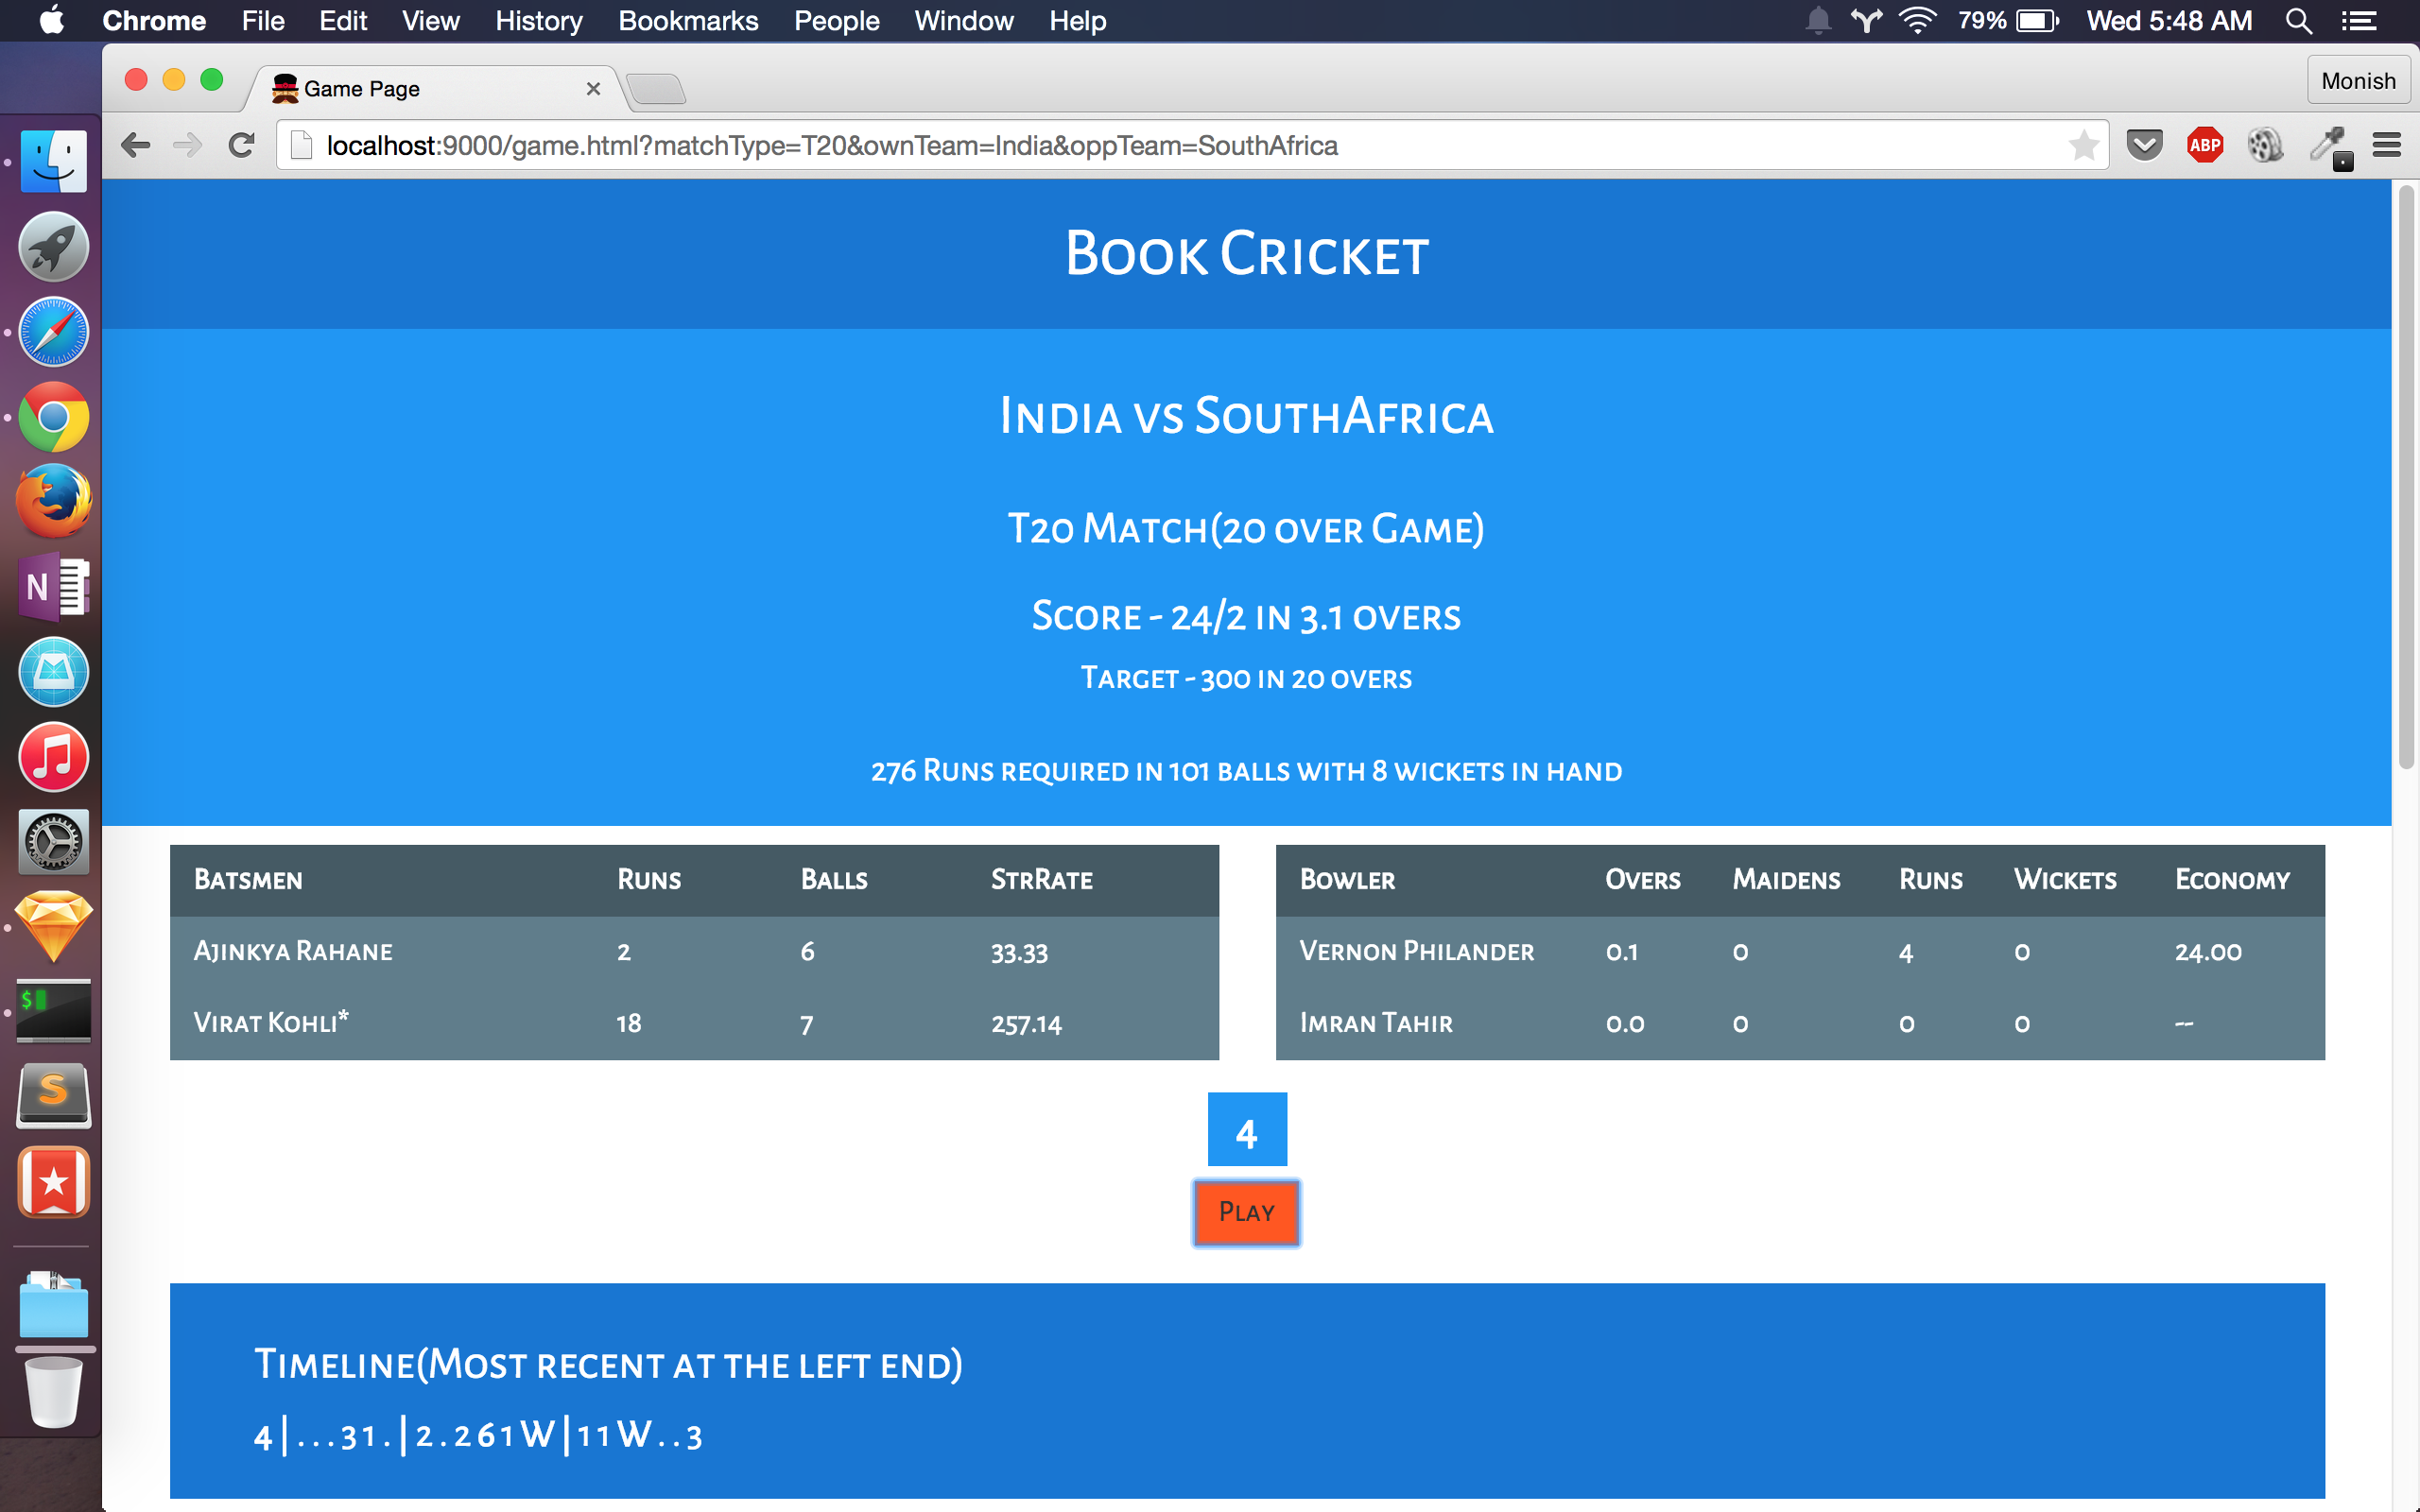 Chrome File Edit View History Bookmarks People Window Help 79% Wed 5:48 AM
Game Page Monish
localhost:9000/game.html?matchType=T20&ownTeam=India&oppTeam=SouthAfrica
ABP
Book Cricket
India vs SouthAfrica
T20 Match(20 over Game)
Score - 24/2 in 3.1 overs
Target - 300 in 20 overs
276 Runs required in 101 balls with 8 wickets in hand
Batsmen Runs Balls StrRate
Ajinkya Rahane 2 6 33.33
Virat Kohli* 18 7 257.14
Bowler Overs Maidens Runs Wickets Economy
Vernon Philander 0.1 0 4 0 24.00
Imran Tahir 0.0 0 0 0 --
4
Play
Timeline(Most recent at the left end)
4|...31.|2.261W|11W..3
N
$
S